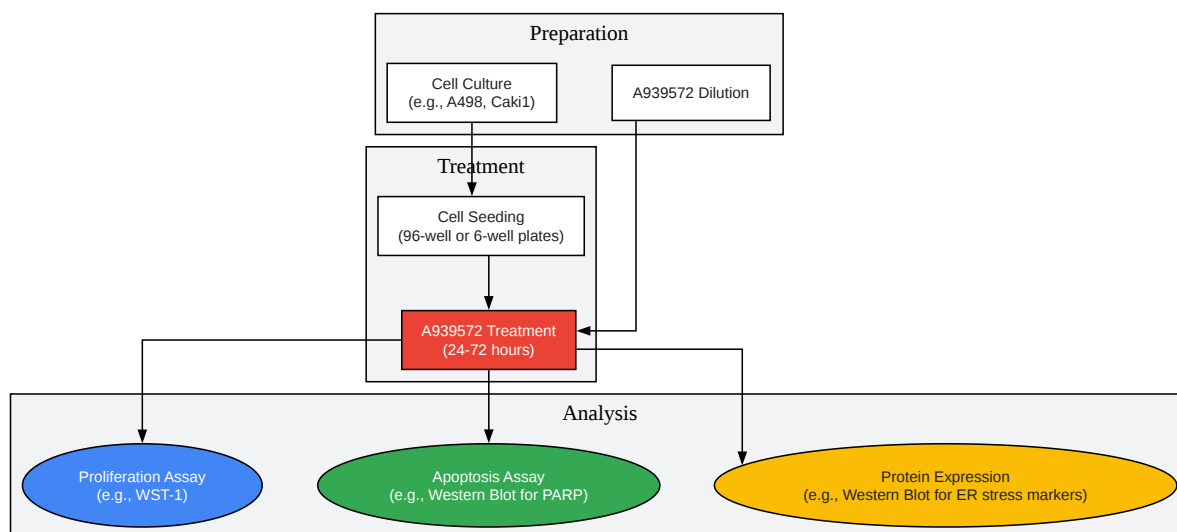 Preparation
Cell Culture
(e.g., A498, Caki1)
A939572 Dilution
Treatment
Cell Seeding
(96-well or 6-well plates)
A939572 Treatment
(24-72 hours)
Analysis
Proliferation Assay
(e.g., WST-1)
Apoptosis Assay
(e.g., Western Blot for PARP)
Protein Expression
(e.g., Western Blot for ER stress markers)